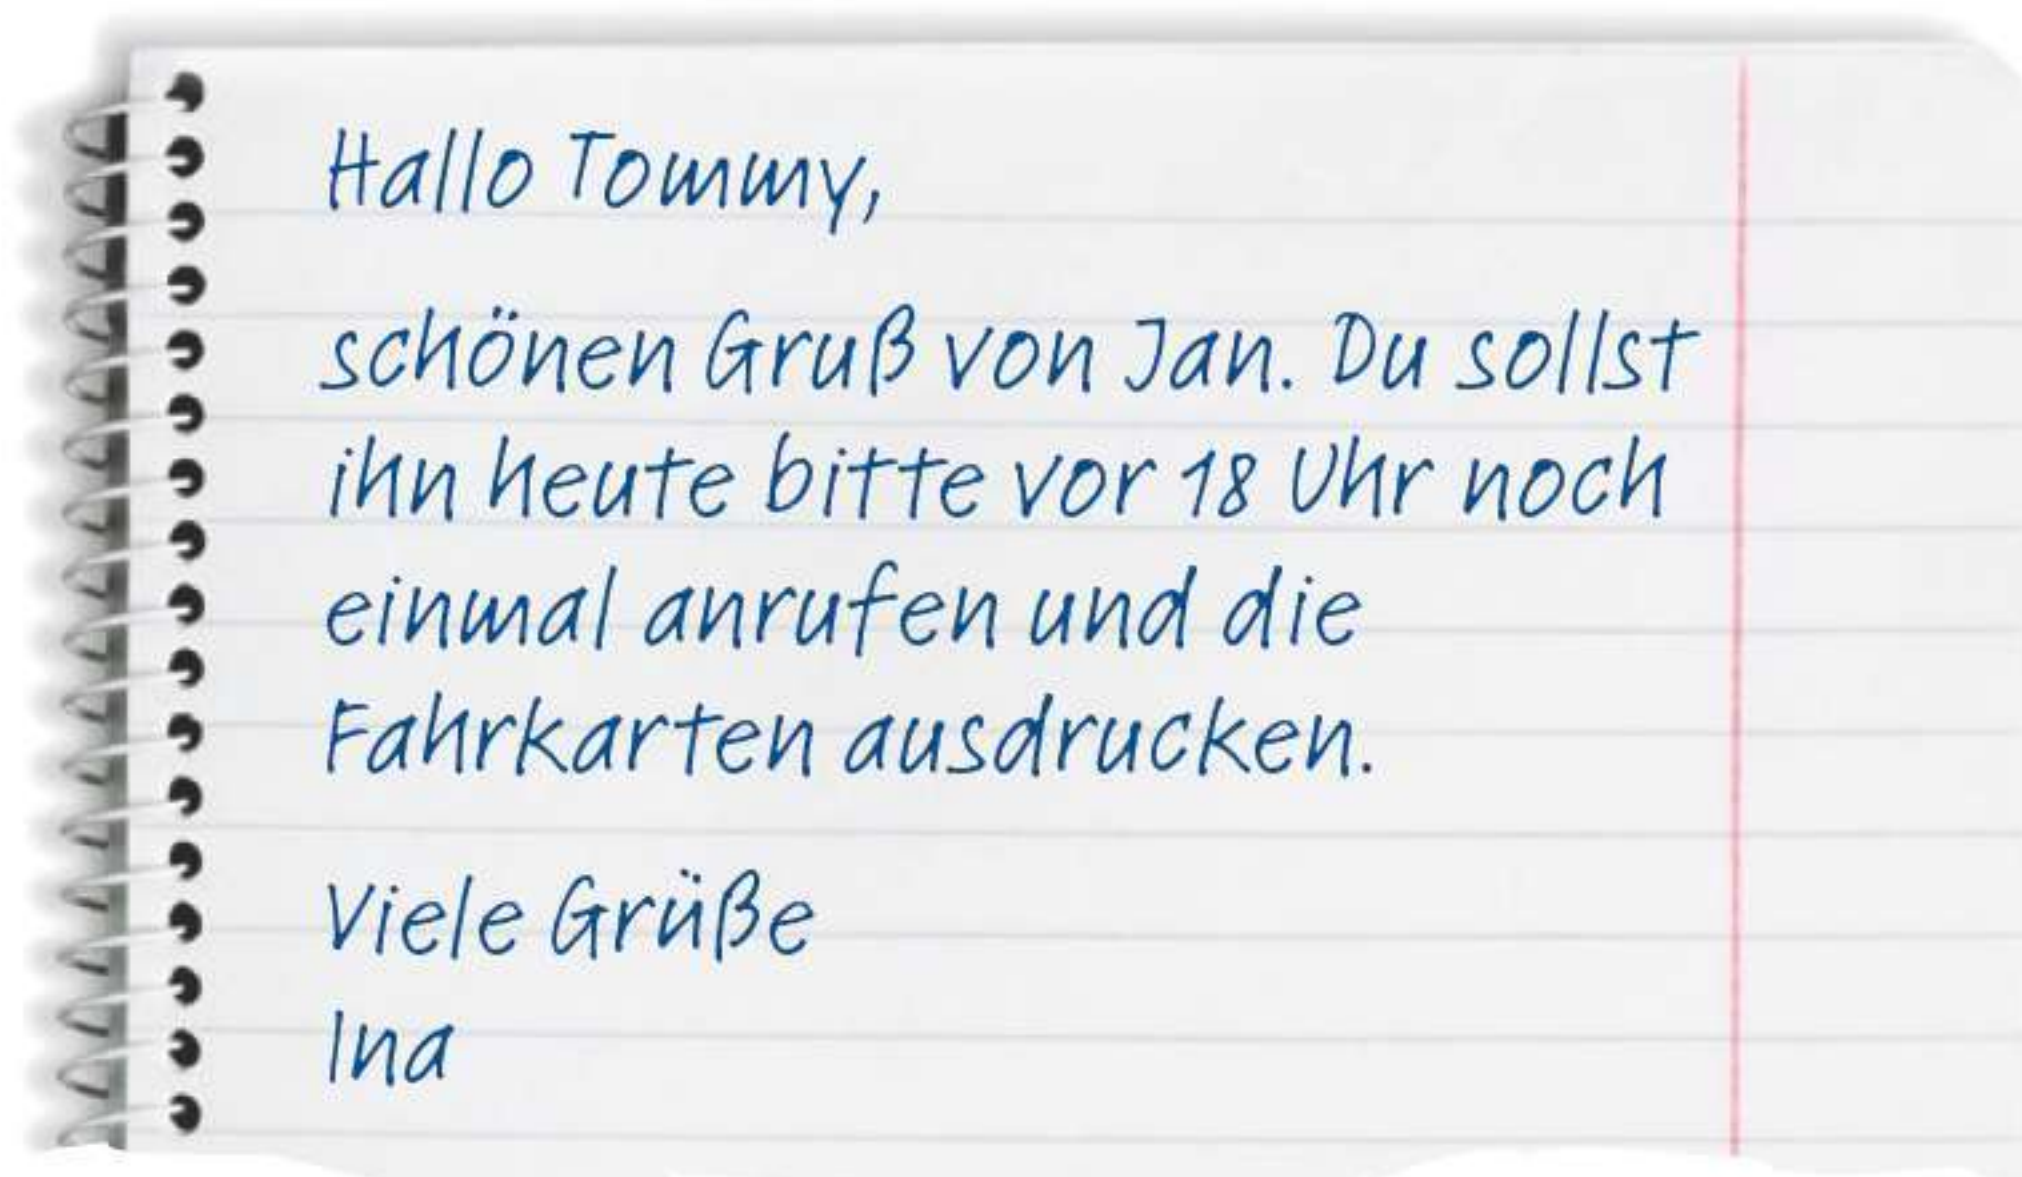 Hallo Tommy,
schönen Gruß von Jan. Du sollst
ihn heute bitte vor 18 Uhr noch
einmal anrufen und die
Fahrkarten ausdrucken.
Viele Grüße
Ina